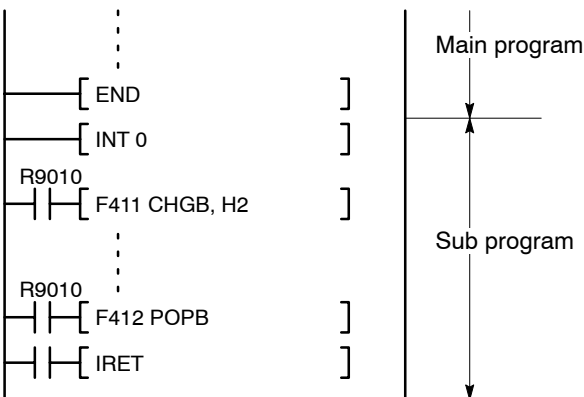 Main program
END
INT 0
R9010
F411 CHGB, H2
Sub program
R9010
F412 POPB
IRET